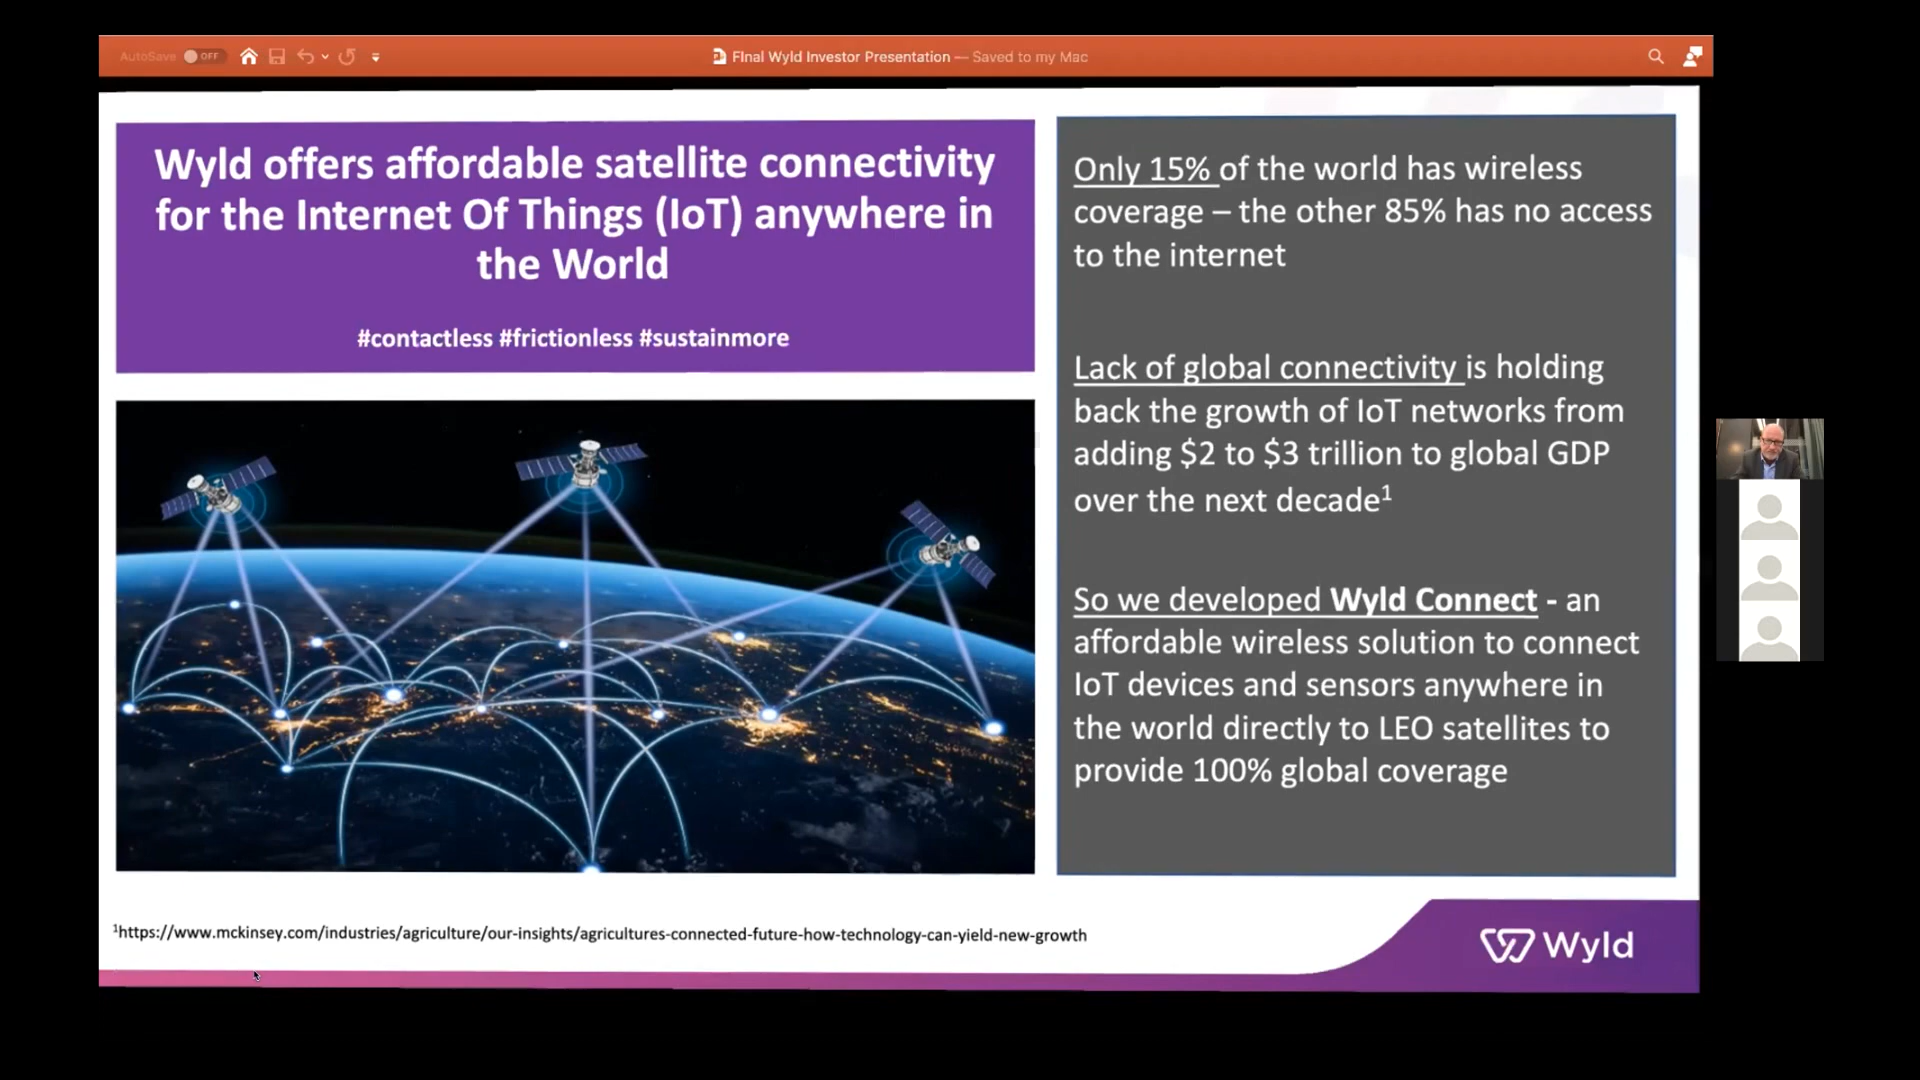 AutoSave OFF
FInal Wyld Investor Presentation — Saved to my Mac
Wyld offers affordable satellite connectivity
for the Internet Of Things (IoT) anywhere in
the World
#contactless #frictionless #sustainmore
Only 15% of the world has wireless
coverage – the other 85% has no access
to the internet
Lack of global connectivity is holding
back the growth of IoT networks from
adding $2 to $3 trillion to global GDP
over the next decade¹
So we developed Wyld Connect - an
affordable wireless solution to connect
IoT devices and sensors anywhere in
the world directly to LEO satellites to
provide 100% global coverage
¹https://www.mckinsey.com/industries/agriculture/our-insights/agricultures-connected-future-how-technology-can-yield-new-growth
Wyld